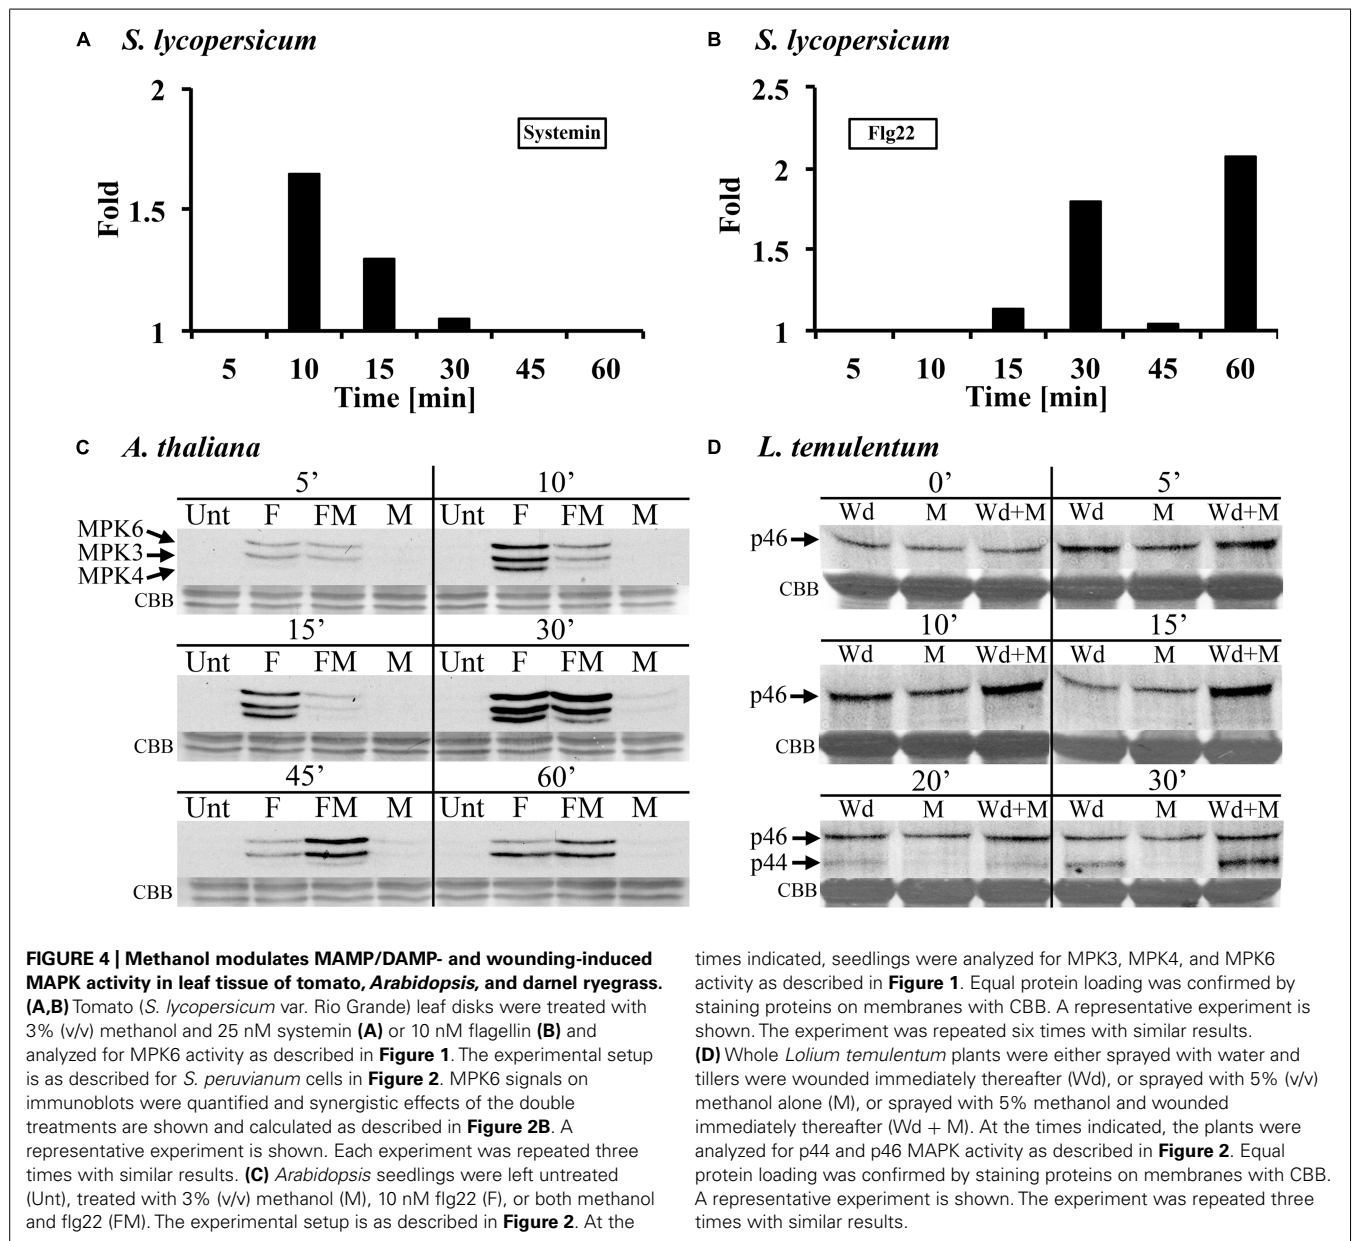 A S. lycopersicum
2
1.5
1
Fold
Systemin
5 10 15 30 45 60
Time [min]
B S. lycopersicum
2.5
2
1.5
1
Fold
Flg22
5 10 15 30 45 60
Time [min]
C A. thaliana
5’ 10’
Unt F FM M Unt F FM M
MPK6
MPK3
MPK4
CBB
15’ 30’
Unt F FM M Unt F FM M
CBB
45’ 60’
Unt F FM M Unt F FM M
CBB
D L. temulentum
0’ 5’
Wd M Wd+M Wd M Wd+M
p46
CBB
10’ 15’
Wd M Wd+M Wd M Wd+M
p46
CBB
20’ 30’
Wd M Wd+M Wd M Wd+M
p46
p44
CBB
FIGURE 4 | Methanol modulates MAMP/DAMP- and wounding-induced
MAPK activity in leaf tissue of tomato, Arabidopsis, and darnel ryegrass.
(A,B) Tomato (S. lycopersicum var. Rio Grande) leaf disks were treated with
3% (v/v) methanol and 25 nM systemin (A) or 10 nM flagellin (B) and
analyzed for MPK6 activity as described in Figure 1. The experimental setup
is as described for S. peruvianum cells in Figure 2. MPK6 signals on
immunoblots were quantified and synergistic effects of the double
treatments are shown and calculated as described in Figure 2B. A
representative experiment is shown. Each experiment was repeated three
times with similar results. (C) Arabidopsis seedlings were left untreated
(Unt), treated with 3% (v/v) methanol (M), 10 nM flg22 (F), or both methanol
and flg22 (FM). The experimental setup is as described in Figure 2. At the
times indicated, seedlings were analyzed for MPK3, MPK4, and MPK6
activity as described in Figure 1. Equal protein loading was confirmed by
staining proteins on membranes with CBB. A representative experiment is
shown. The experiment was repeated six times with similar results.
(D) Whole Lolium temulentum plants were either sprayed with water and
tillers were wounded immediately thereafter (Wd), or sprayed with 5% (v/v)
methanol alone (M), or sprayed with 5% methanol and wounded
immediately thereafter (Wd + M). At the times indicated, the plants were
analyzed for p44 and p46 MAPK activity as described in Figure 2. Equal
protein loading was confirmed by staining proteins on membranes with CBB.
A representative experiment is shown. The experiment was repeated three
times with similar results.